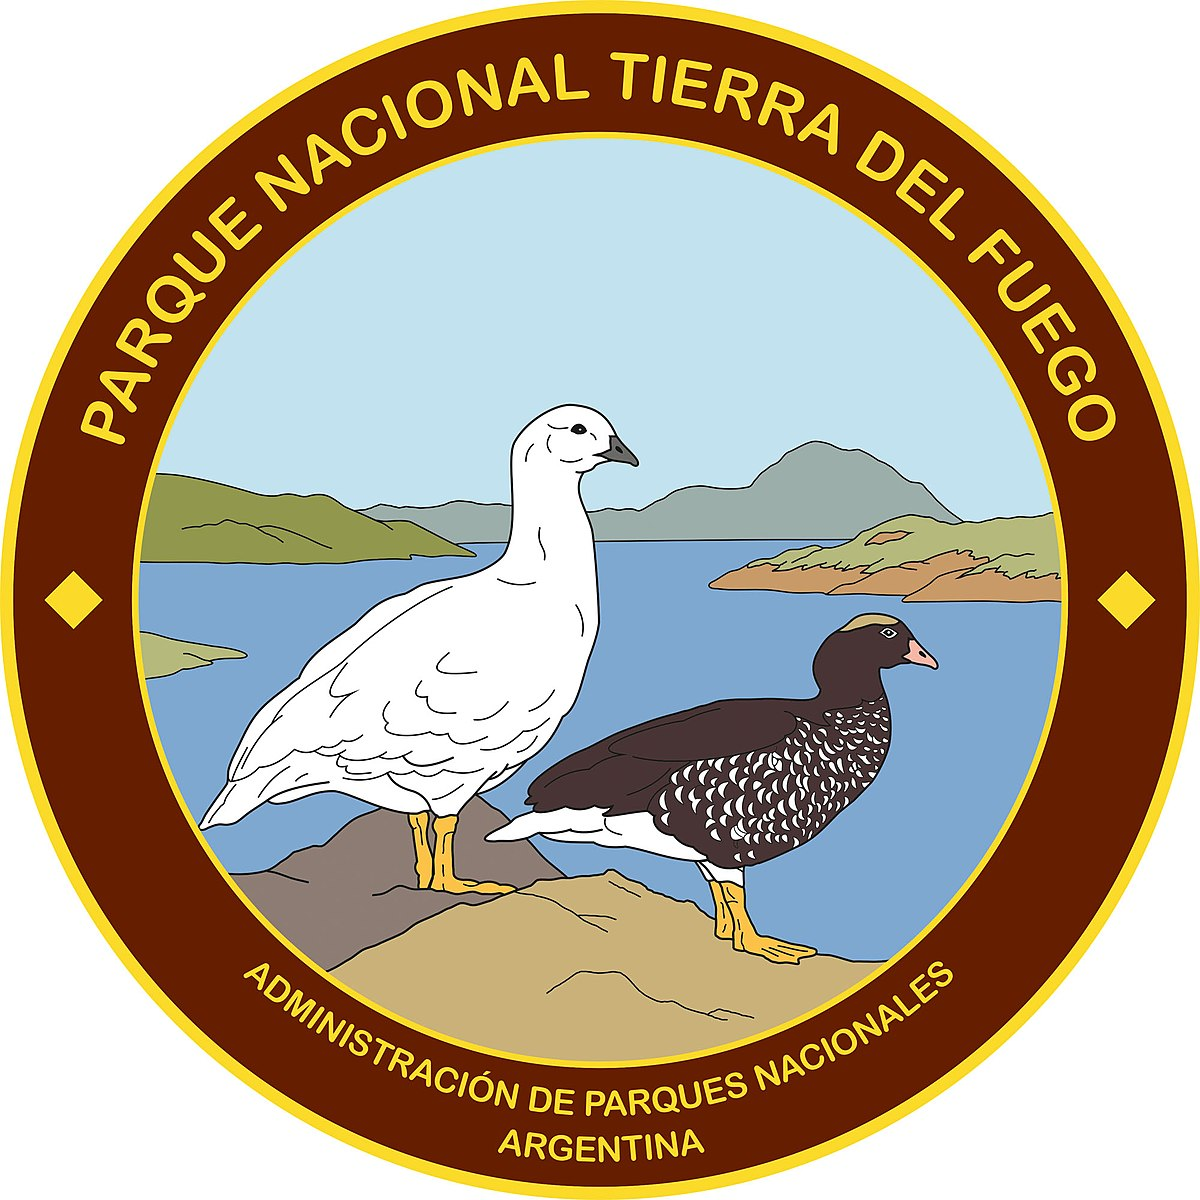 PARQUE NACIONAL TIERRA DEL FUEGO
ADMINISTRACIÓN DE PARQUES NACIONALES
ARGENTINA